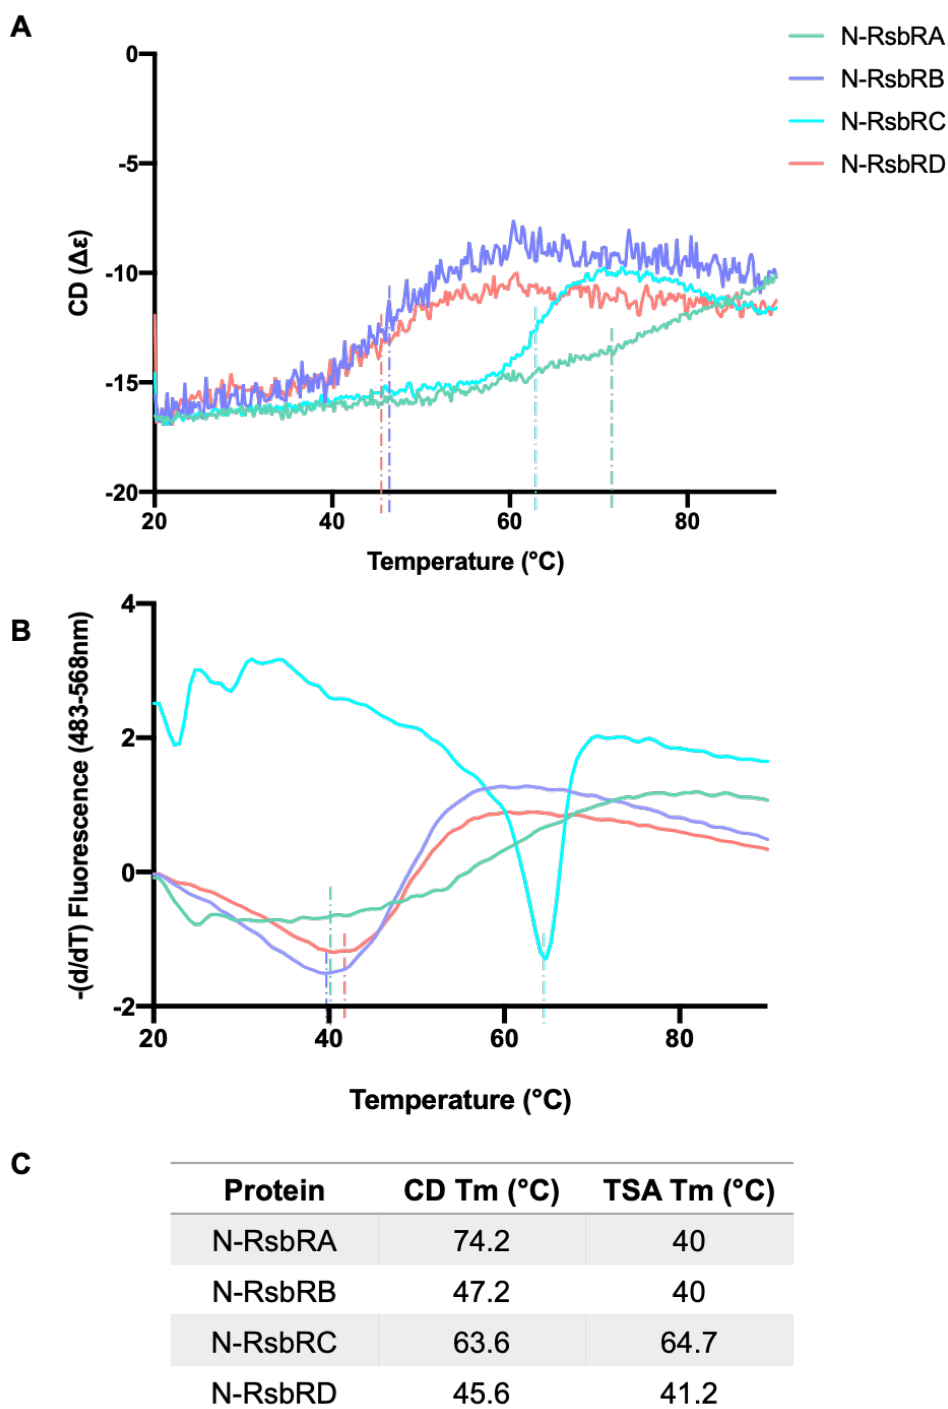 A
N-RsbRA
N-RsbRB
N-RsbRC
N-RsbRD
CD (Δε)
0
-5
-10
-15
-20
20 40 60 80
Temperature (°C)
B
-(d/dT) Fluorescence (483-568nm)
4
2
0
-2
20 40 60 80
Temperature (°C)
C
Protein CD Tm (°C) TSA Tm (°C)
N-RsbRA 74.2 40
N-RsbRB 47.2 40
N-RsbRC 63.6 64.7
N-RsbRD 45.6 41.2